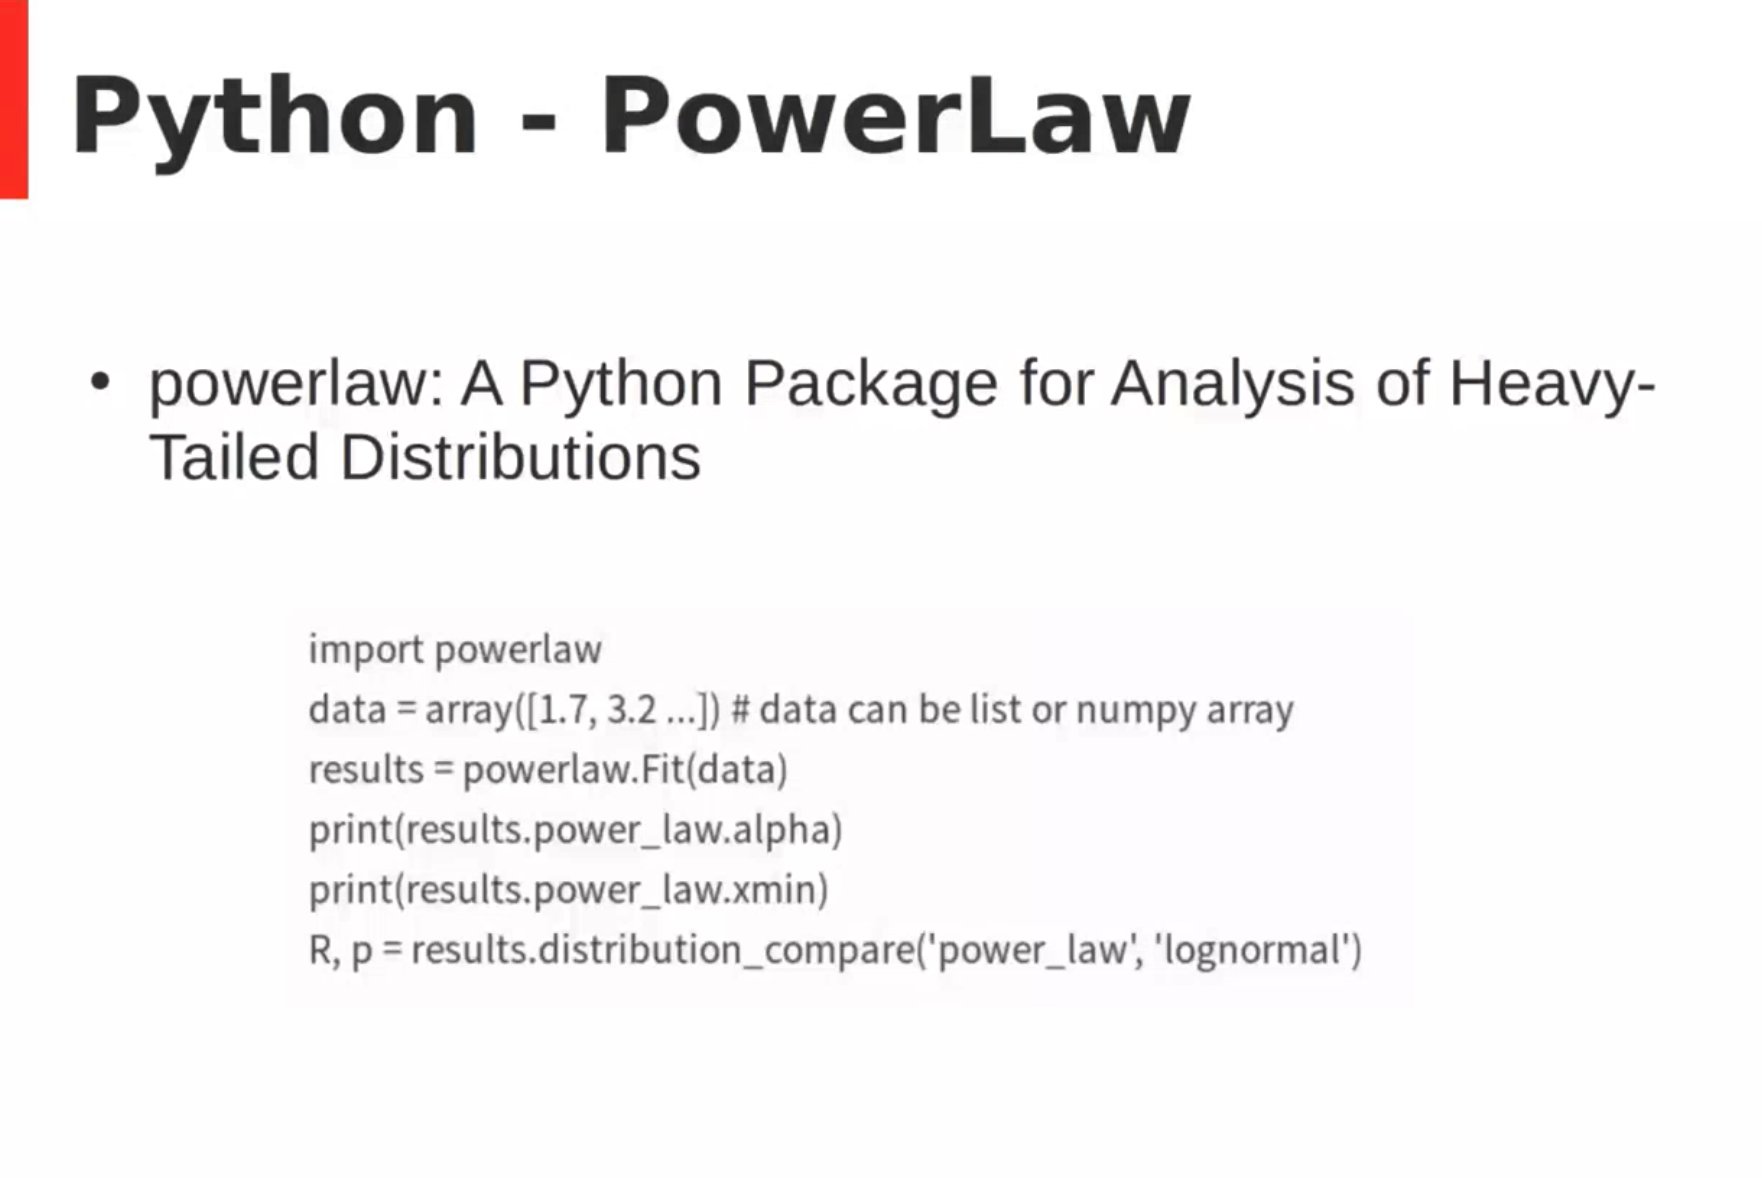 Python - PowerLaw
• powerlaw: A Python Package for Analysis of Heavy-
Tailed Distributions
import powerlaw
data = array([1.7, 3.2 ...]) # data can be list or numpy array
results = powerlaw.Fit(data)
print(results.power_law.alpha)
print(results.power_law.xmin)
R, p = results.distribution_compare('power_law', 'lognormal')